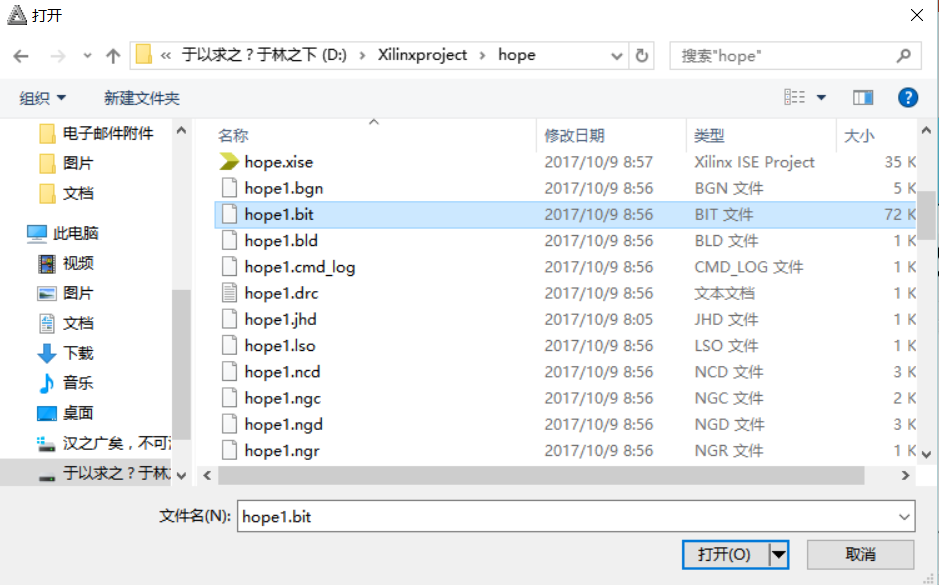 打开
« 于以求之？于林之下 (D:) › Xilinxproject › hope 搜索"hope"
组织 新建文件夹
名称 修改日期 类型 大小
电子邮件附件
图片
文档
此电脑
视频
图片
文档
下载
音乐
桌面
汉之广矣，不可
于以求之？于林
hope.xise 2017/10/9 8:57 Xilinx ISE Project 35 K
hope1.bgn 2017/10/9 8:56 BGN 文件 5 K
hope1.bit 2017/10/9 8:56 BIT 文件 72 K
hope1.bld 2017/10/9 8:56 BLD 文件 1 K
hope1.cmd_log 2017/10/9 8:56 CMD_LOG 文件 1 K
hope1.drc 2017/10/9 8:56 文本文档 1 K
hope1.jhd 2017/10/9 8:05 JHD 文件 1 K
hope1.lso 2017/10/9 8:56 LSO 文件 1 K
hope1.ncd 2017/10/9 8:56 NCD 文件 3 K
hope1.ngc 2017/10/9 8:56 NGC 文件 2 K
hope1.ngd 2017/10/9 8:56 NGD 文件 3 K
hope1.ngr 2017/10/9 8:56 NGR 文件 1 K
文件名(N): hope1.bit
打开(O) 取消